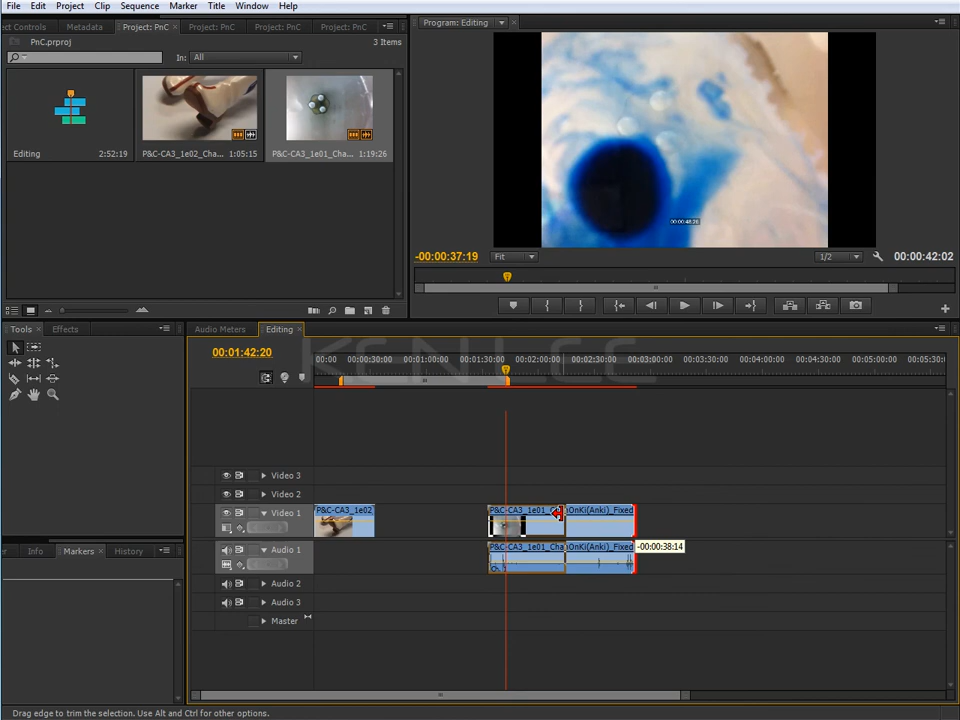 File Edit Project Clip Sequence Marker Title Window Help
ct Controls Metadata Project: PnC × Project: PnC Project: PnC Project: PnC
PnC.prproj 3 Items
In: All
Editing 2:52:19 P&C-CA3_1e02_Cha... 1:05:15 P&C-CA3_1e01_Cha... 1:19:26
Program: Editing ×
00:00:48:20
-00:00:37:19 Fit 1/2 00:00:42:02
Tools × Effects
Audio Meters Editing ×
00:01:42:20
KEN LEE
00:00 00:00:30:00 00:01:00:00 00:01:30:00 00:02:00:00 00:02:30:00 00:03:00:00 00:03:30:00 00:04:00:00 00:04:30:00 00:05:00:00 00:05:30:0
Video 3
Video 2
Video 1
P&C-CA3_1e02 P&C-CA3_1e01_C OnKi(Anki)_Fixed
Audio 1
P&C-CA3_1e01_Cha OnKi(Anki)_Fixed
-00:00:38:14
Audio 2
Audio 3
Master
Info Markers × History
Drag edge to trim the selection. Use Alt and Ctrl for other options.